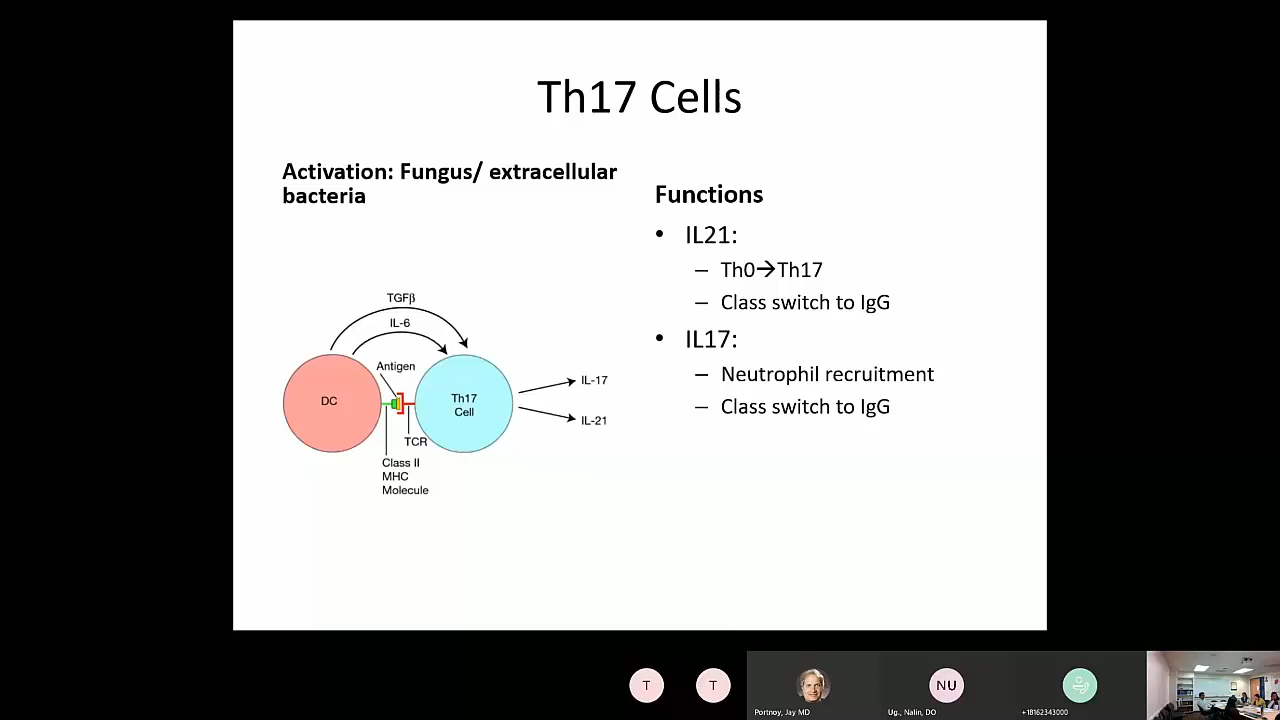 Th17 Cells
Activation: Fungus/ extracellular
bacteria
TGFβ
IL-6
Antigen
DC
Th17
Cell
TCR
Class II
MHC
Molecule
IL-17
IL-21
Functions
• IL21:
– Th0→Th17
– Class switch to IgG
• IL17:
– Neutrophil recruitment
– Class switch to IgG
T
T
Portnoy, Jay MD
NU
Ug., Nalin, DO
+18162343000